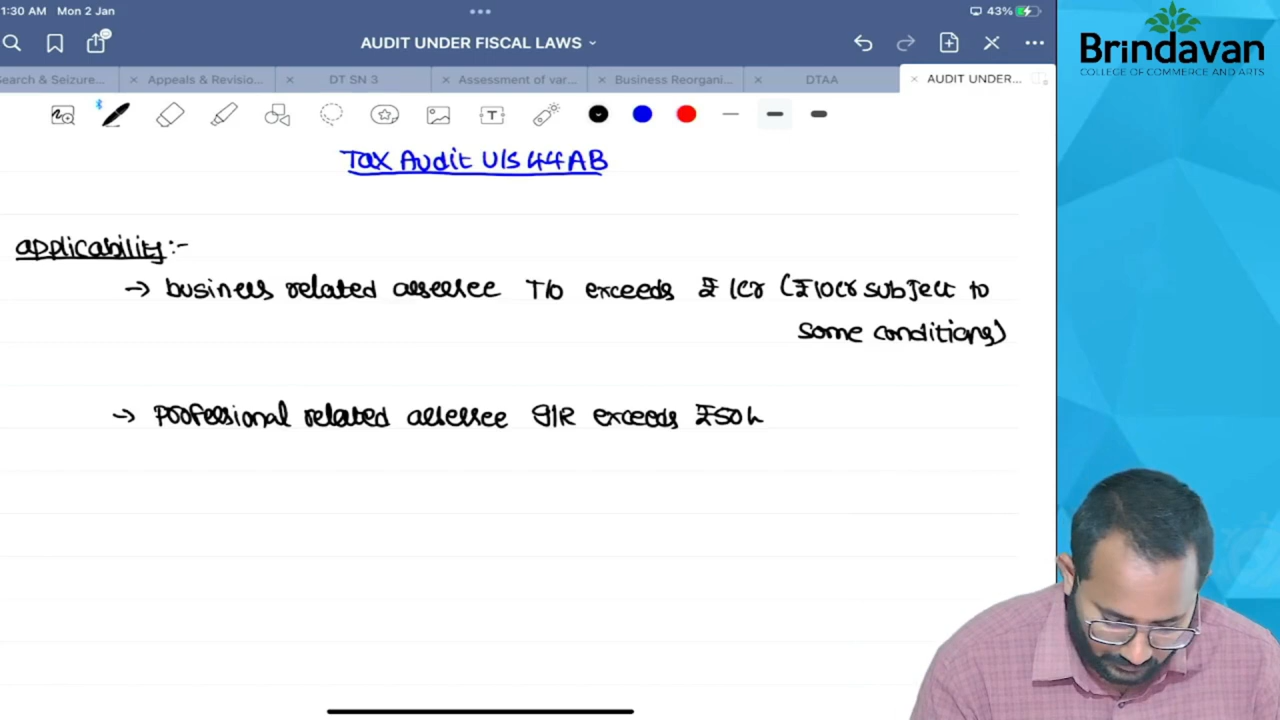 1:30 AM Mon 2 Jan
43%
AUDIT UNDER FISCAL LAWS
Brindavan
COLLEGE OF COMMERCE AND ARTS
earch & Seizure...
Appeals & Revisio...
DT SN 3
Assessment of var...
Business Reorgani...
DTAA
AUDIT UNDER...
Tax Audit U/S 44AB
applicability:-
→ business related assessee T/O exceeds ₹ 1cr (₹10cr subject to
some conditions)
→ Professional related assessee G/R exceeds ₹50L